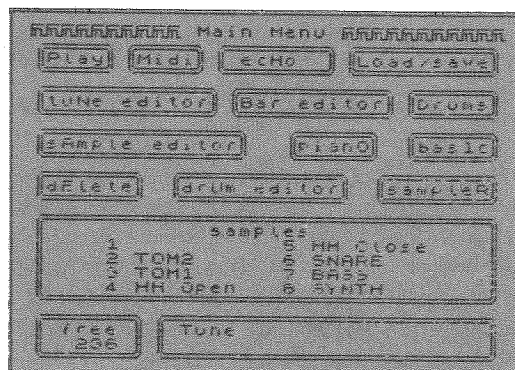 Main Menu
Play Midi ecHo Load/save
tuNe editor Bar editor Drums
sAmple editor pianO basIc
dElete drUm editor sampleR
samples
1 5 HH Close
2 TOM2 6 SNARE
3 TOM1 7 BASS
4 HH Open 8 SYNTH
free Tune
236